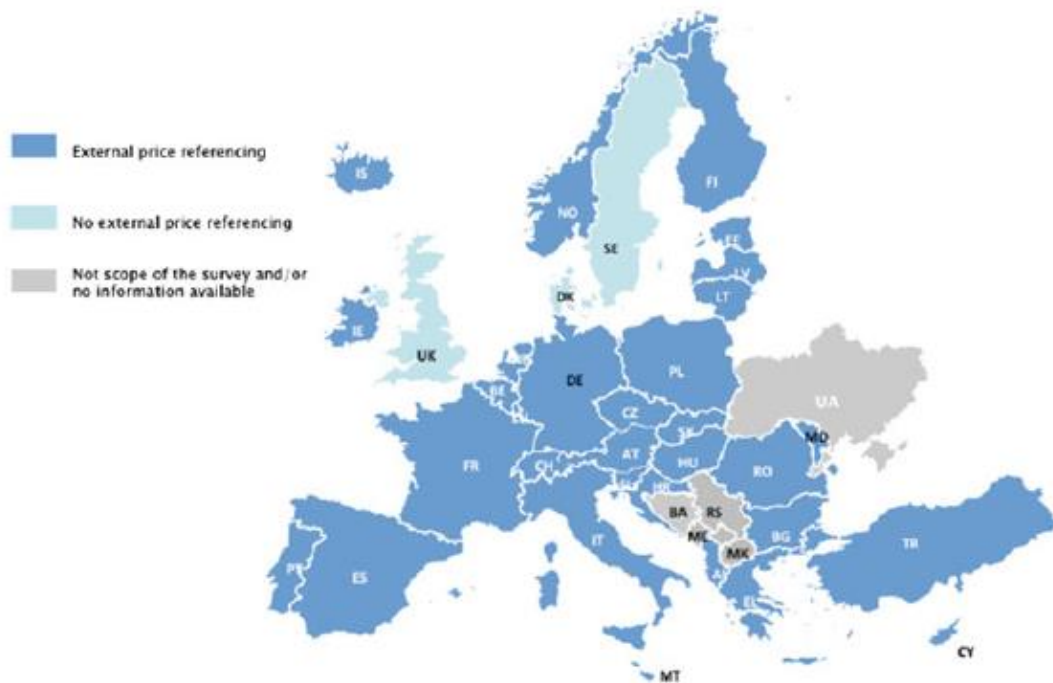 External price referencing
No external price referencing
Not scope of the survey and/or
no information available
IS
NO
SE
FI
EE
LV
LT
DK
IE
UK
BE
DE
PL
CZ
SK
UA
MD
FR
CH
AT
HU
RO
HR
BA
RS
ME
MK
BG
IT
PT
ES
EL
TR
CY
MT